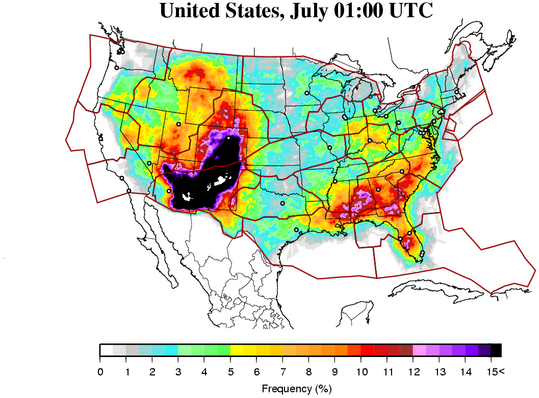 United States, July 01:00 UTC
0 1 2 3 4 5 6 7 8 9 10 11 12 13 14 15<
Frequency (%)